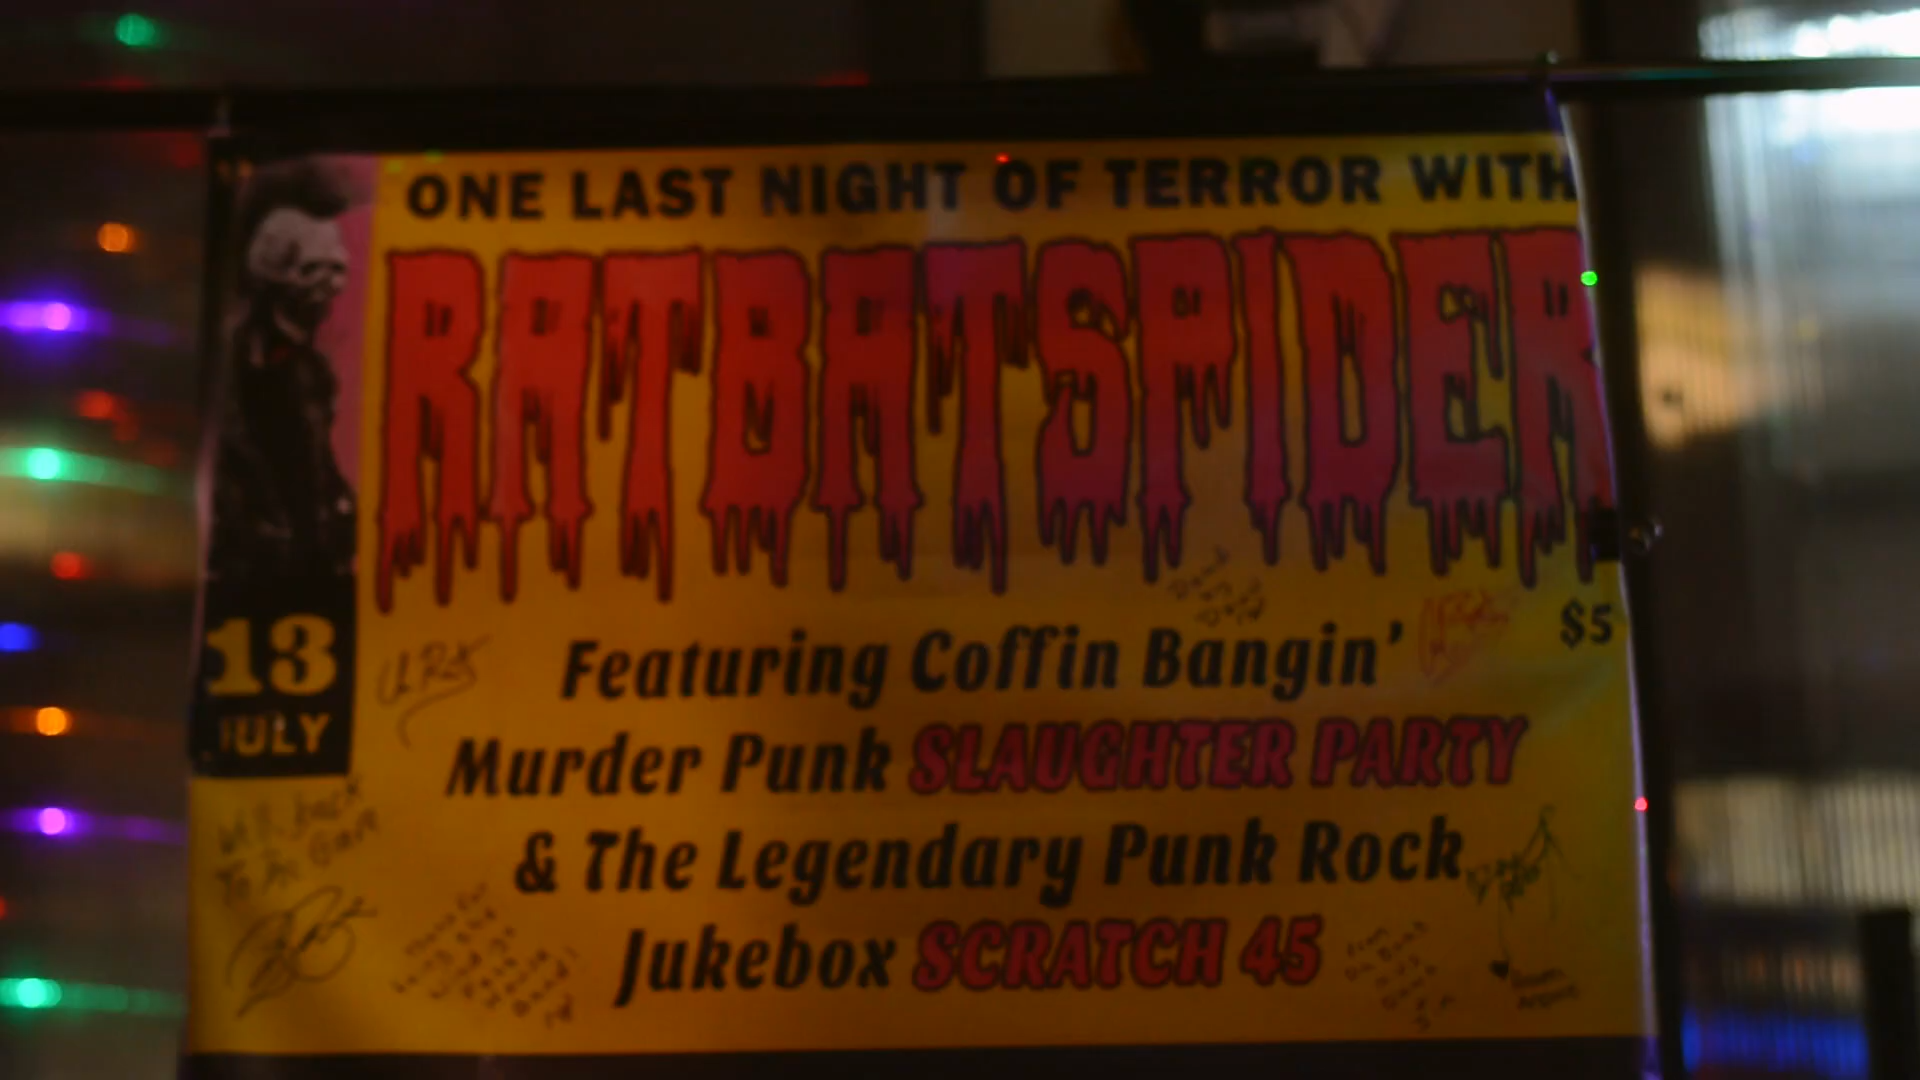 ONE LAST NIGHT OF TERROR WITH
RATBATSPIDER
13
JULY
$5
Featuring Coffin Bangin'
Murder Punk SLAUGHTER PARTY
& The Legendary Punk Rock
Jukebox SCRATCH 45